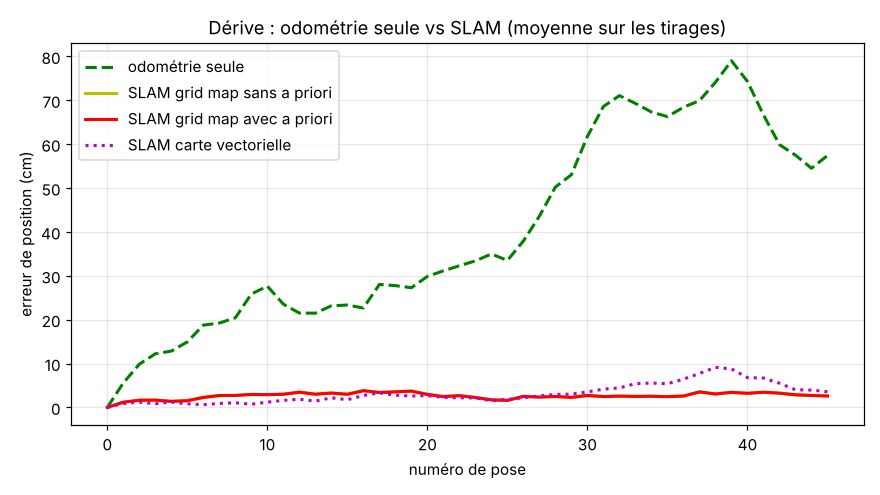 Dérive : odométrie seule vs SLAM (moyenne sur les tirages)
odométrie seule
SLAM grid map sans a priori
SLAM grid map avec a priori
SLAM carte vectorielle
erreur de position (cm)
80
70
60
50
40
30
20
10
0
0 10 20 30 40
numéro de pose